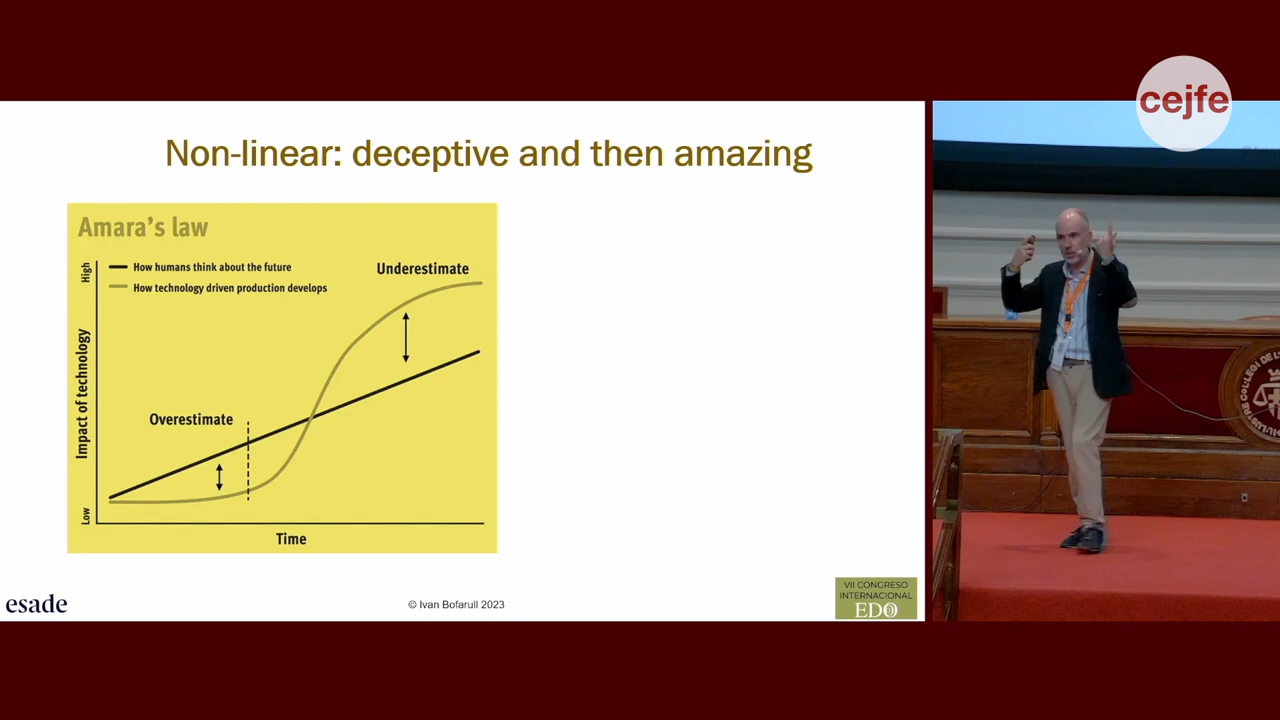 cejfe
Non-linear: deceptive and then amazing
Amara's law
High
How humans think about the future
How technology driven production develops
Underestimate
Impact of technology
Overestimate
Low
Time
esade
© Ivan Bofarull 2023
VII CONGRESO
INTERNACIONAL
EDO